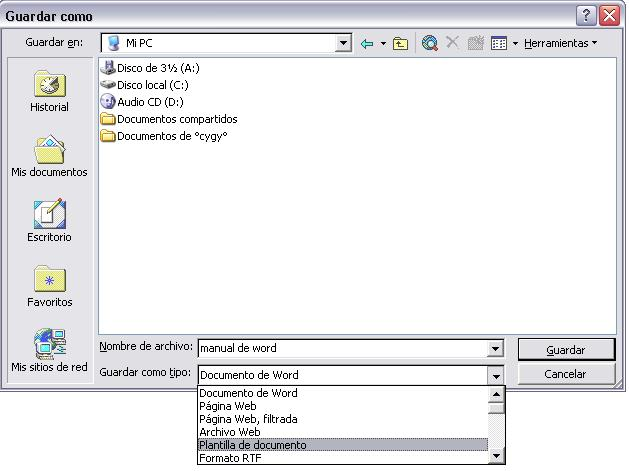 Guardar como
Guardar en: Mi PC Herramientas
Disco de 3½ (A:)
Disco local (C:)
Audio CD (D:)
Documentos compartidos
Documentos de °cygy°
Historial
Mis documentos
Escritorio
Favoritos
Mis sitios de red
Nombre de archivo: manual de word Guardar
Guardar como tipo: Documento de Word Cancelar
Documento de Word
Página Web
Página Web, filtrada
Archivo Web
Plantilla de documento
Formato RTF